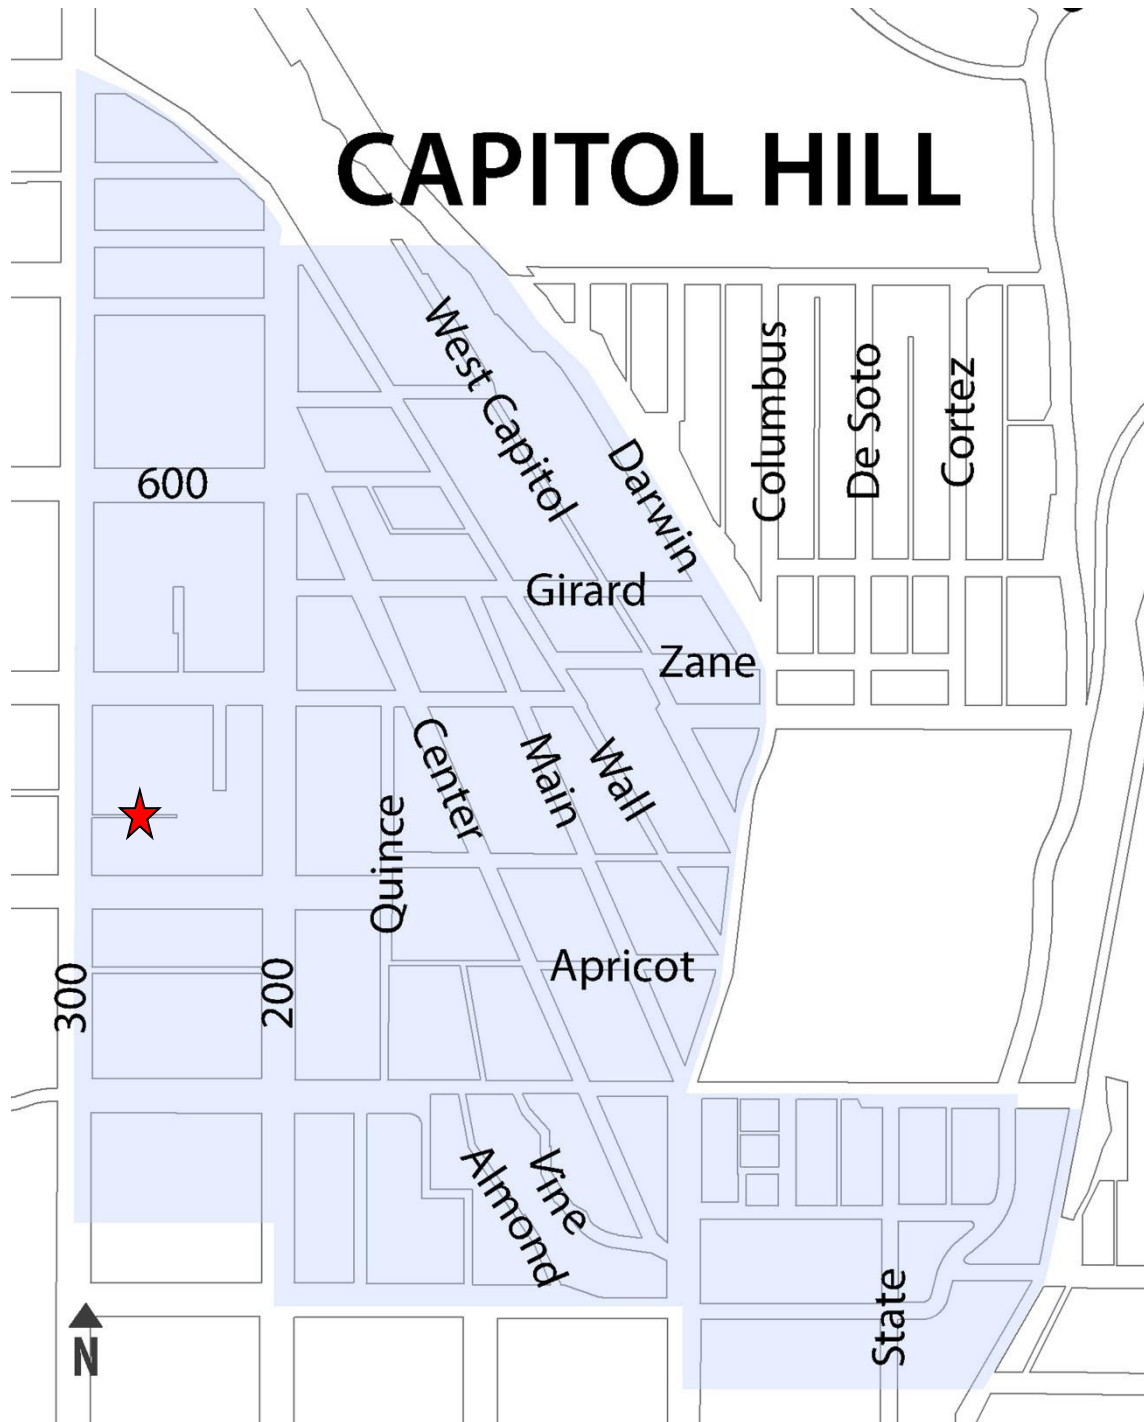 CAPITOL HILL
West Capitol
Columbus
De Soto
Cortez
Darwin
600
Girard
Zane
Center
Main
Wall
Quince
Apricot
300
200
Almond
Vine
State
N